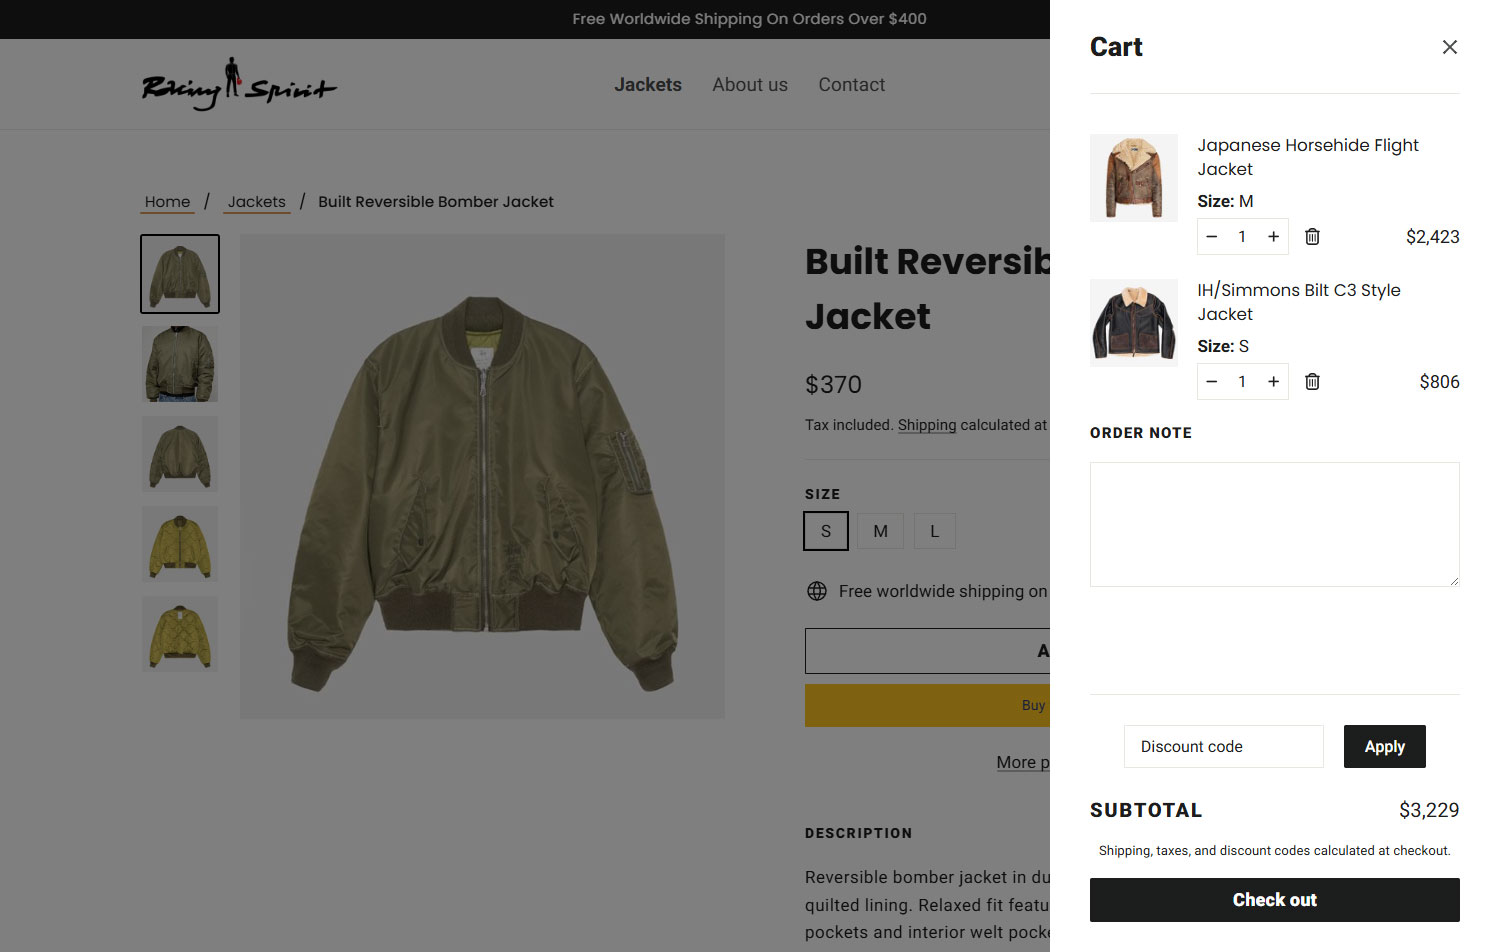 Free Worldwide Shipping On Orders Over $400
Racing Spirit
Jackets
About us
Contact
Home / Jackets / Built Reversible Bomber Jacket
Built Reversib
Jacket
$370
Tax included. Shipping calculated at
SIZE
S
M
L
Free worldwide shipping on
A
Buy
More p
DESCRIPTION
Reversible bomber jacket in du
quilted lining. Relaxed fit featu
pockets and interior welt pocke
Cart
Japanese Horsehide Flight
Jacket
Size: M
− 1 +
$2,423
IH/Simmons Bilt C3 Style
Jacket
Size: S
− 1 +
$806
ORDER NOTE
Discount code
Apply
SUBTOTAL
$3,229
Shipping, taxes, and discount codes calculated at checkout.
Check out